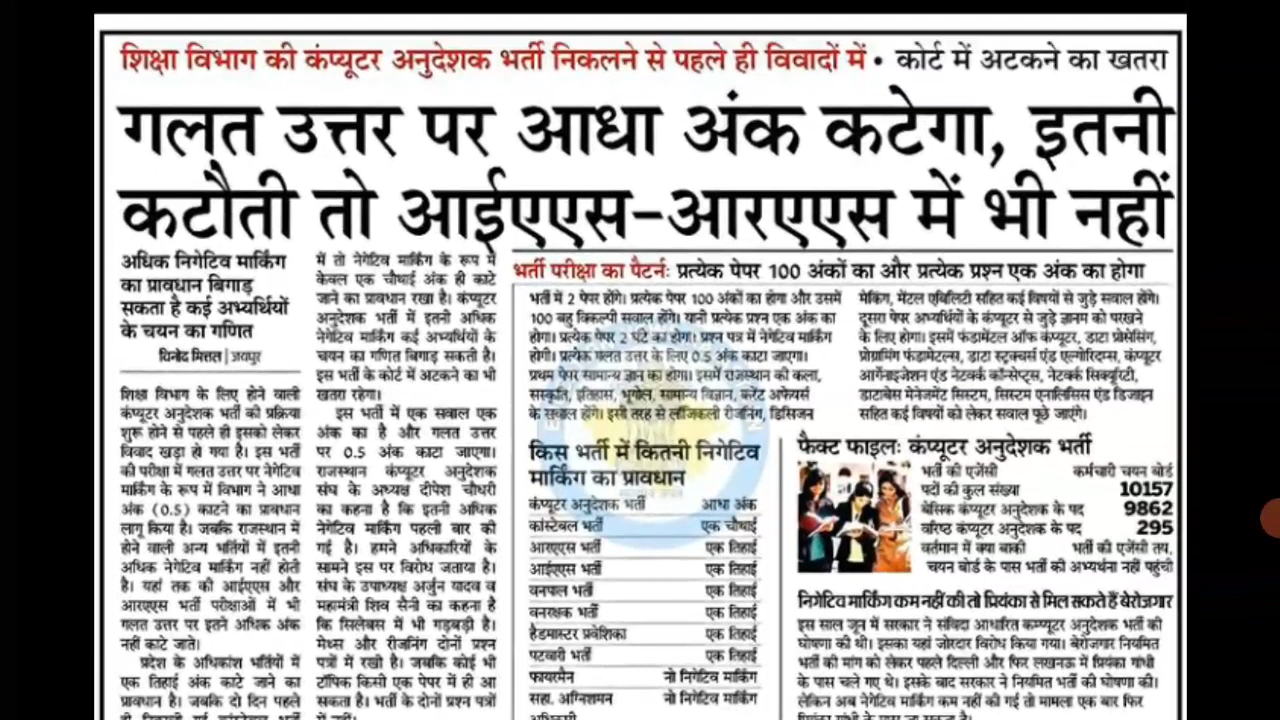 शिक्षा विभाग की कंप्यूटर अनुदेशक भर्ती निकलने से पहले ही विवादों में • कोर्ट में अटकने का खतरा
गलत उत्तर पर आधा अंक कटेगा, इतनी
कटौती तो आईएएस-आरएएस में भी नहीं
अधिक निगेटिव मार्किंग
का प्रावधान बिगाड़
सकता है कई अभ्यर्थियों
के चयन का गणित
विनोद मित्तल | जयपुर
शिक्षा विभाग के लिए होने वाली
कंप्यूटर अनुदेशक भर्ती की प्रक्रिया
शुरू होने से पहले ही इसको लेकर
विवाद खड़ा हो गया है। इस भर्ती
की परीक्षा में गलत उत्तर पर नेगेटिव
मार्किंग के रूप में विभाग ने आधा
अंक (0.5) काटने का प्रावधान
लागू किया है। जबकि राजस्थान में
होने वाली अन्य भर्तियों में इतनी
अधिक नेगेटिव मार्किंग नहीं होती
है। यहां तक की आईएएस और
आरएएस भर्ती परीक्षाओं में भी
गलत उत्तर पर इतने अधिक अंक
नहीं काटे जाते।
प्रदेश के अधिकांश भर्तियों में
एक तिहाई अंक काटे जाने का
प्रावधान है। जबकि दो दिन पहले
में तो नेगेटिव मार्किंग के रूप में
केवल एक चौथाई अंक ही काटे
जाने का प्रावधान रखा है। कंप्यूटर
अनुदेशक भर्ती में इतनी अधिक
नेगेटिव मार्किंग कई अभ्यर्थियों के
चयन का गणित बिगाड़ सकती है।
इस भर्ती के कोर्ट में अटकने का भी
खतरा रहेगा।
इस भर्ती में एक सवाल एक
अंक का है और गलत उत्तर
पर 0.5 अंक काटा जाएगा।
राजस्थान कंप्यूटर अनुदेशक
संघ के अध्यक्ष दीपेश चौधरी
का कहना है कि इतनी अधिक
नेगेटिव मार्किंग पहली बार की
गई है। हमने अधिकारियों के
सामने इस पर विरोध जताया है।
संघ के उपाध्यक्ष अर्जुन यादव व
महामंत्री शिव सैनी का कहना है
कि सिलेबस में भी गड़बड़ी है।
मेथ्स और रीजनिंग दोनों प्रश्न
पत्रों में रखी है। जबकि कोई भी
टॉपिक किसी एक पेपर में ही आ
सकता है। भर्ती के दोनों प्रश्न पत्रों
में नहीं।
भर्ती परीक्षा का पैटर्नः प्रत्येक पेपर 100 अंकों का और प्रत्येक प्रश्न एक अंक का होगा
भर्ती में 2 पेपर होंगे। प्रत्येक पेपर 100 अंकों का होगा और उसमें
100 बहु विकल्पी सवाल होंगे। यानी प्रत्येक प्रश्न एक अंक का
होगा। प्रत्येक पेपर 2 घंटे का होगा। प्रश्न पत्र में नेगेटिव मार्किंग
होगी। प्रत्येक गलत उत्तर के लिए 0.5 अंक काटा जाएगा।
प्रथम पेपर सामान्य ज्ञान का होगा। इसमें राजस्थान की कला,
संस्कृति, इतिहास, भूगोल, सामान्य विज्ञान, करंट अफेयर्स
के सवाल होंगे। इसी तरह से लॉजिकली रीजनिंग, डिसिजन
मेकिंग, मेंटल एबिलिटी सहित कई विषयों से जुड़े सवाल होंगे।
दूसरा पेपर अभ्यर्थियों के कंप्यूटर से जुड़े ज्ञानम को परखने
के लिए होगा। इसमें फंडामेंटल ऑफ कंप्यूटर, डाटा प्रोसेसिंग,
प्रोग्रामिंग फंडामेटल्स, डाटा स्ट्रक्चर्स एंड एल्गोरिदम्स, कंप्यूटर
आर्गेनाइजेशन एंड नेटवर्क कॉन्सेप्ट्स, नेटवर्क सिक्यूरिटी,
डाटाबेस मेनेजमेंट सिस्टम, सिस्टम एनालिसिस एंड डिजाइन
सहित कई विषयों को लेकर सवाल पूछे जाएंगे।
किस भर्ती में कितनी निगेटिव
मार्किंग का प्रावधान
कंप्यूटर अनुदेशक भर्ती आधा अंक
कांस्टेबल भर्ती एक चौथाई
आरएएस भर्ती एक तिहाई
आईएएस भर्ती एक तिहाई
वनपाल भर्ती एक तिहाई
वनरक्षक भर्ती एक तिहाई
हैडमास्टर प्रवेशिका एक तिहाई
पटवारी भर्ती एक तिहाई
फायरमैन नो निगेटिव मार्किंग
सहा. अग्निशमन नो निगेटिव मार्किंग
फैक्ट फाइलः कंप्यूटर अनुदेशक भर्ती
भर्ती की एजेंसी कर्मचारी चयन बोर्ड
पदों की कुल संख्या 10157
बेसिक कंप्यूटर अनुदेशक के पद 9862
वरिष्ठ कंप्यूटर अनुदेशक के पद 295
वर्तमान में क्या बाकी भर्ती की एजेंसी तय,
चयन बोर्ड के पास भर्ती की अभ्यर्थना नहीं पहुंची
निगेटिव मार्किंग कम नहीं की तो प्रियंका से मिल सकते हैं बेरोजगार
इस साल जून में सरकार ने संविदा आधारित कम्प्यूटर अनुदेशक भर्ती की
घोषणा की थी। इसका यहां जोरदार विरोध किया गया। बेरोजगार नियमित
भर्ती की मांग को लेकर पहले दिल्ली और फिर लखनऊ में प्रियंका गांधी
के पास चले गए थे। इसके बाद सरकार ने नियमित भर्ती की घोषणा की।
लेकिन अब नेगेटिव मार्किंग कम नहीं की गई तो मामला एक बार फिर